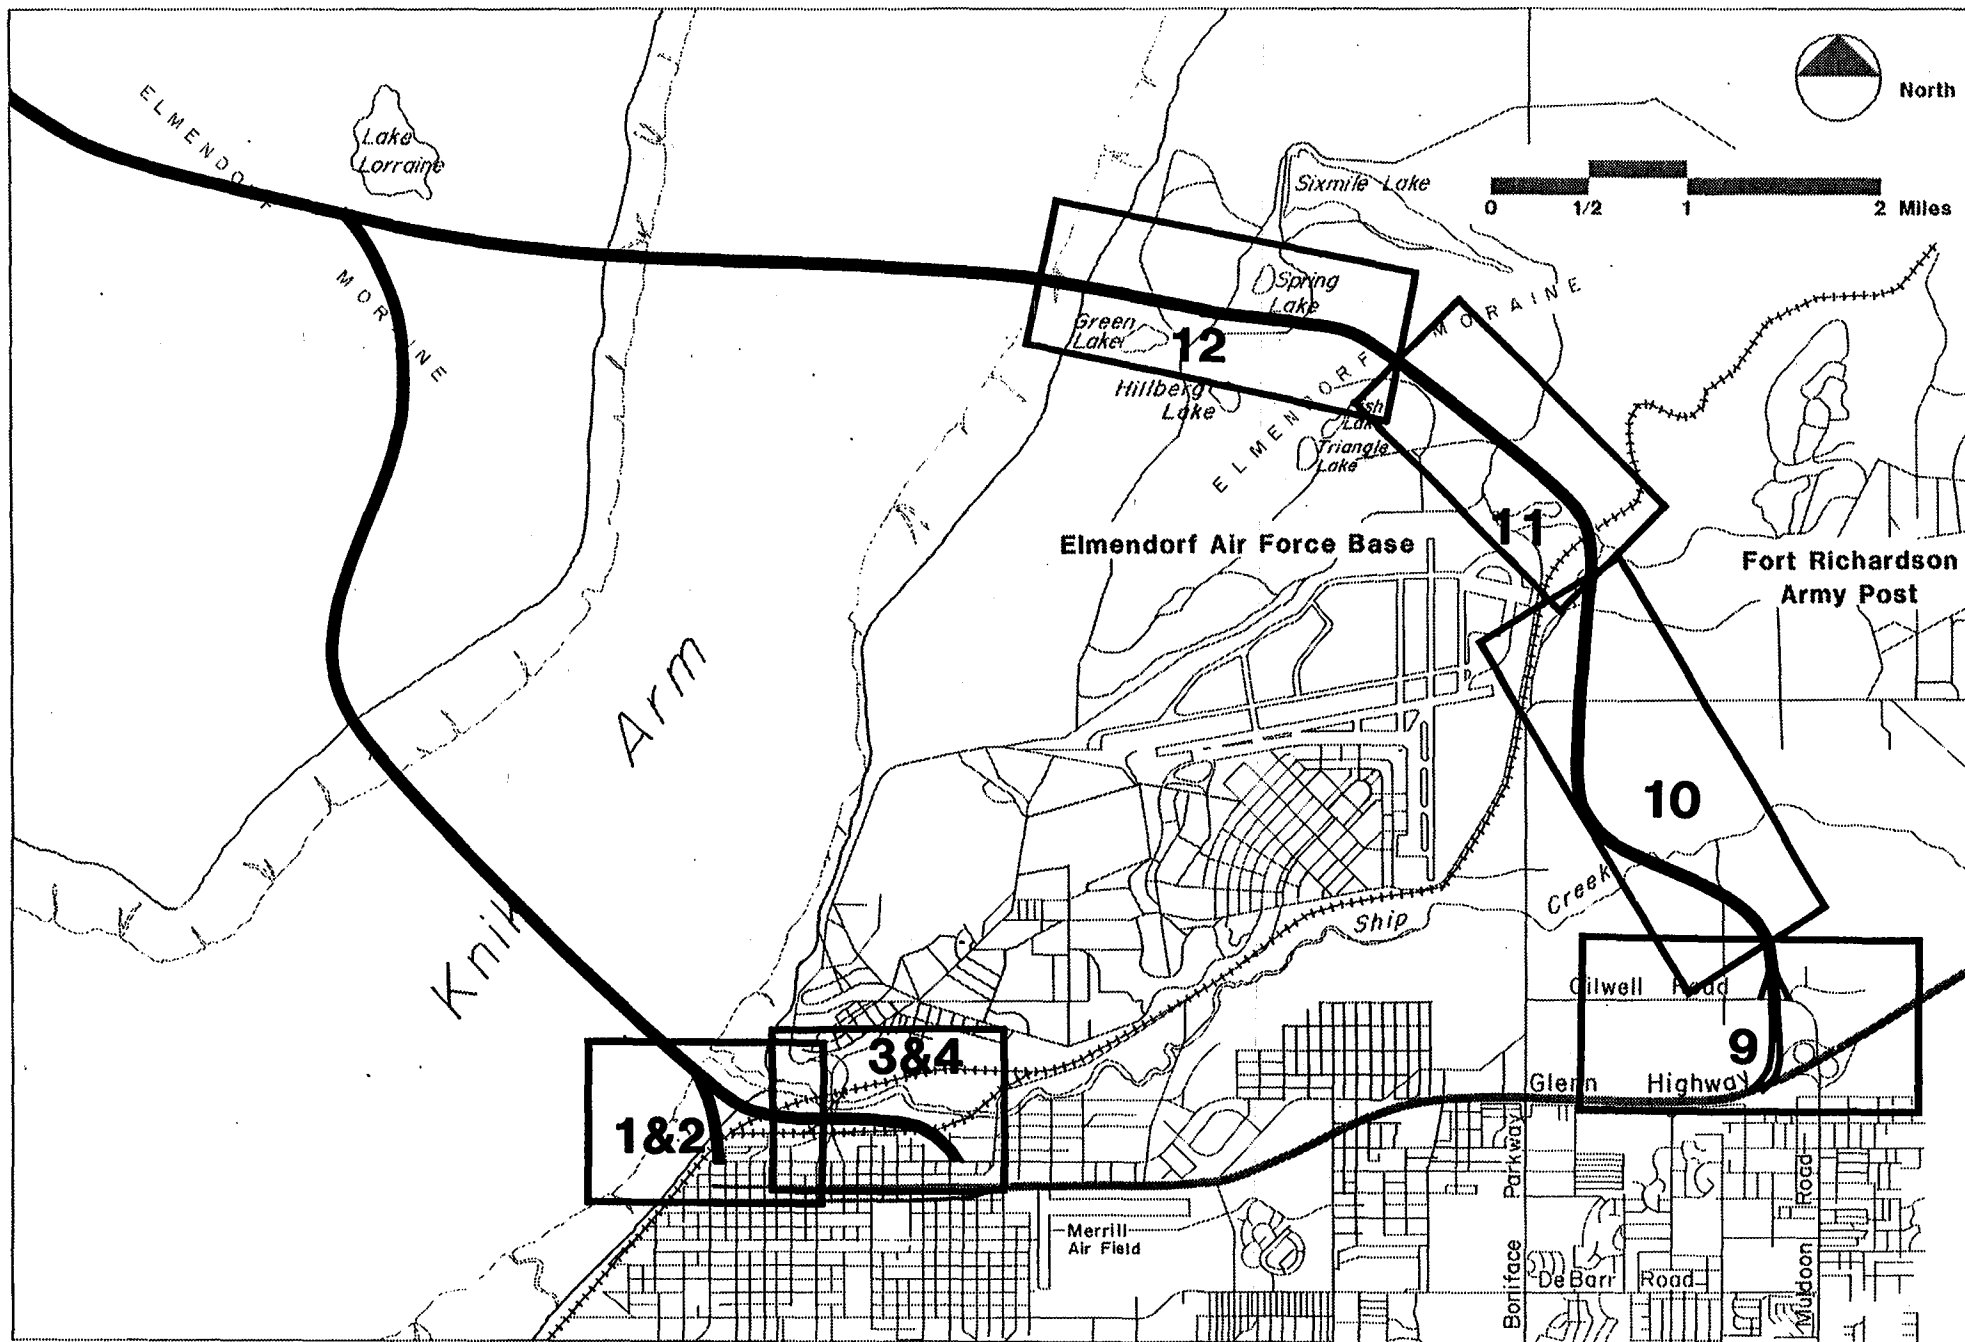 North
0 1/2 1 2 Miles
ELMENDORF
MORAINE
Lake
Lorraine
Sixmile Lake
Spring
Lake
Green
Lake
12
Hillberg
Lake
ELMENDORF
MORAINE
Lake
Triangle
Lake
11
Elmendorf Air Force Base
Fort Richardson
Army Post
Knik
Arm
10
Ship
Creek
Gilwell Road
9
Glenn Highway
3&4
1&2
Merrill
Air Field
Boniface Parkway
DeBarr Road
Muldoon Road